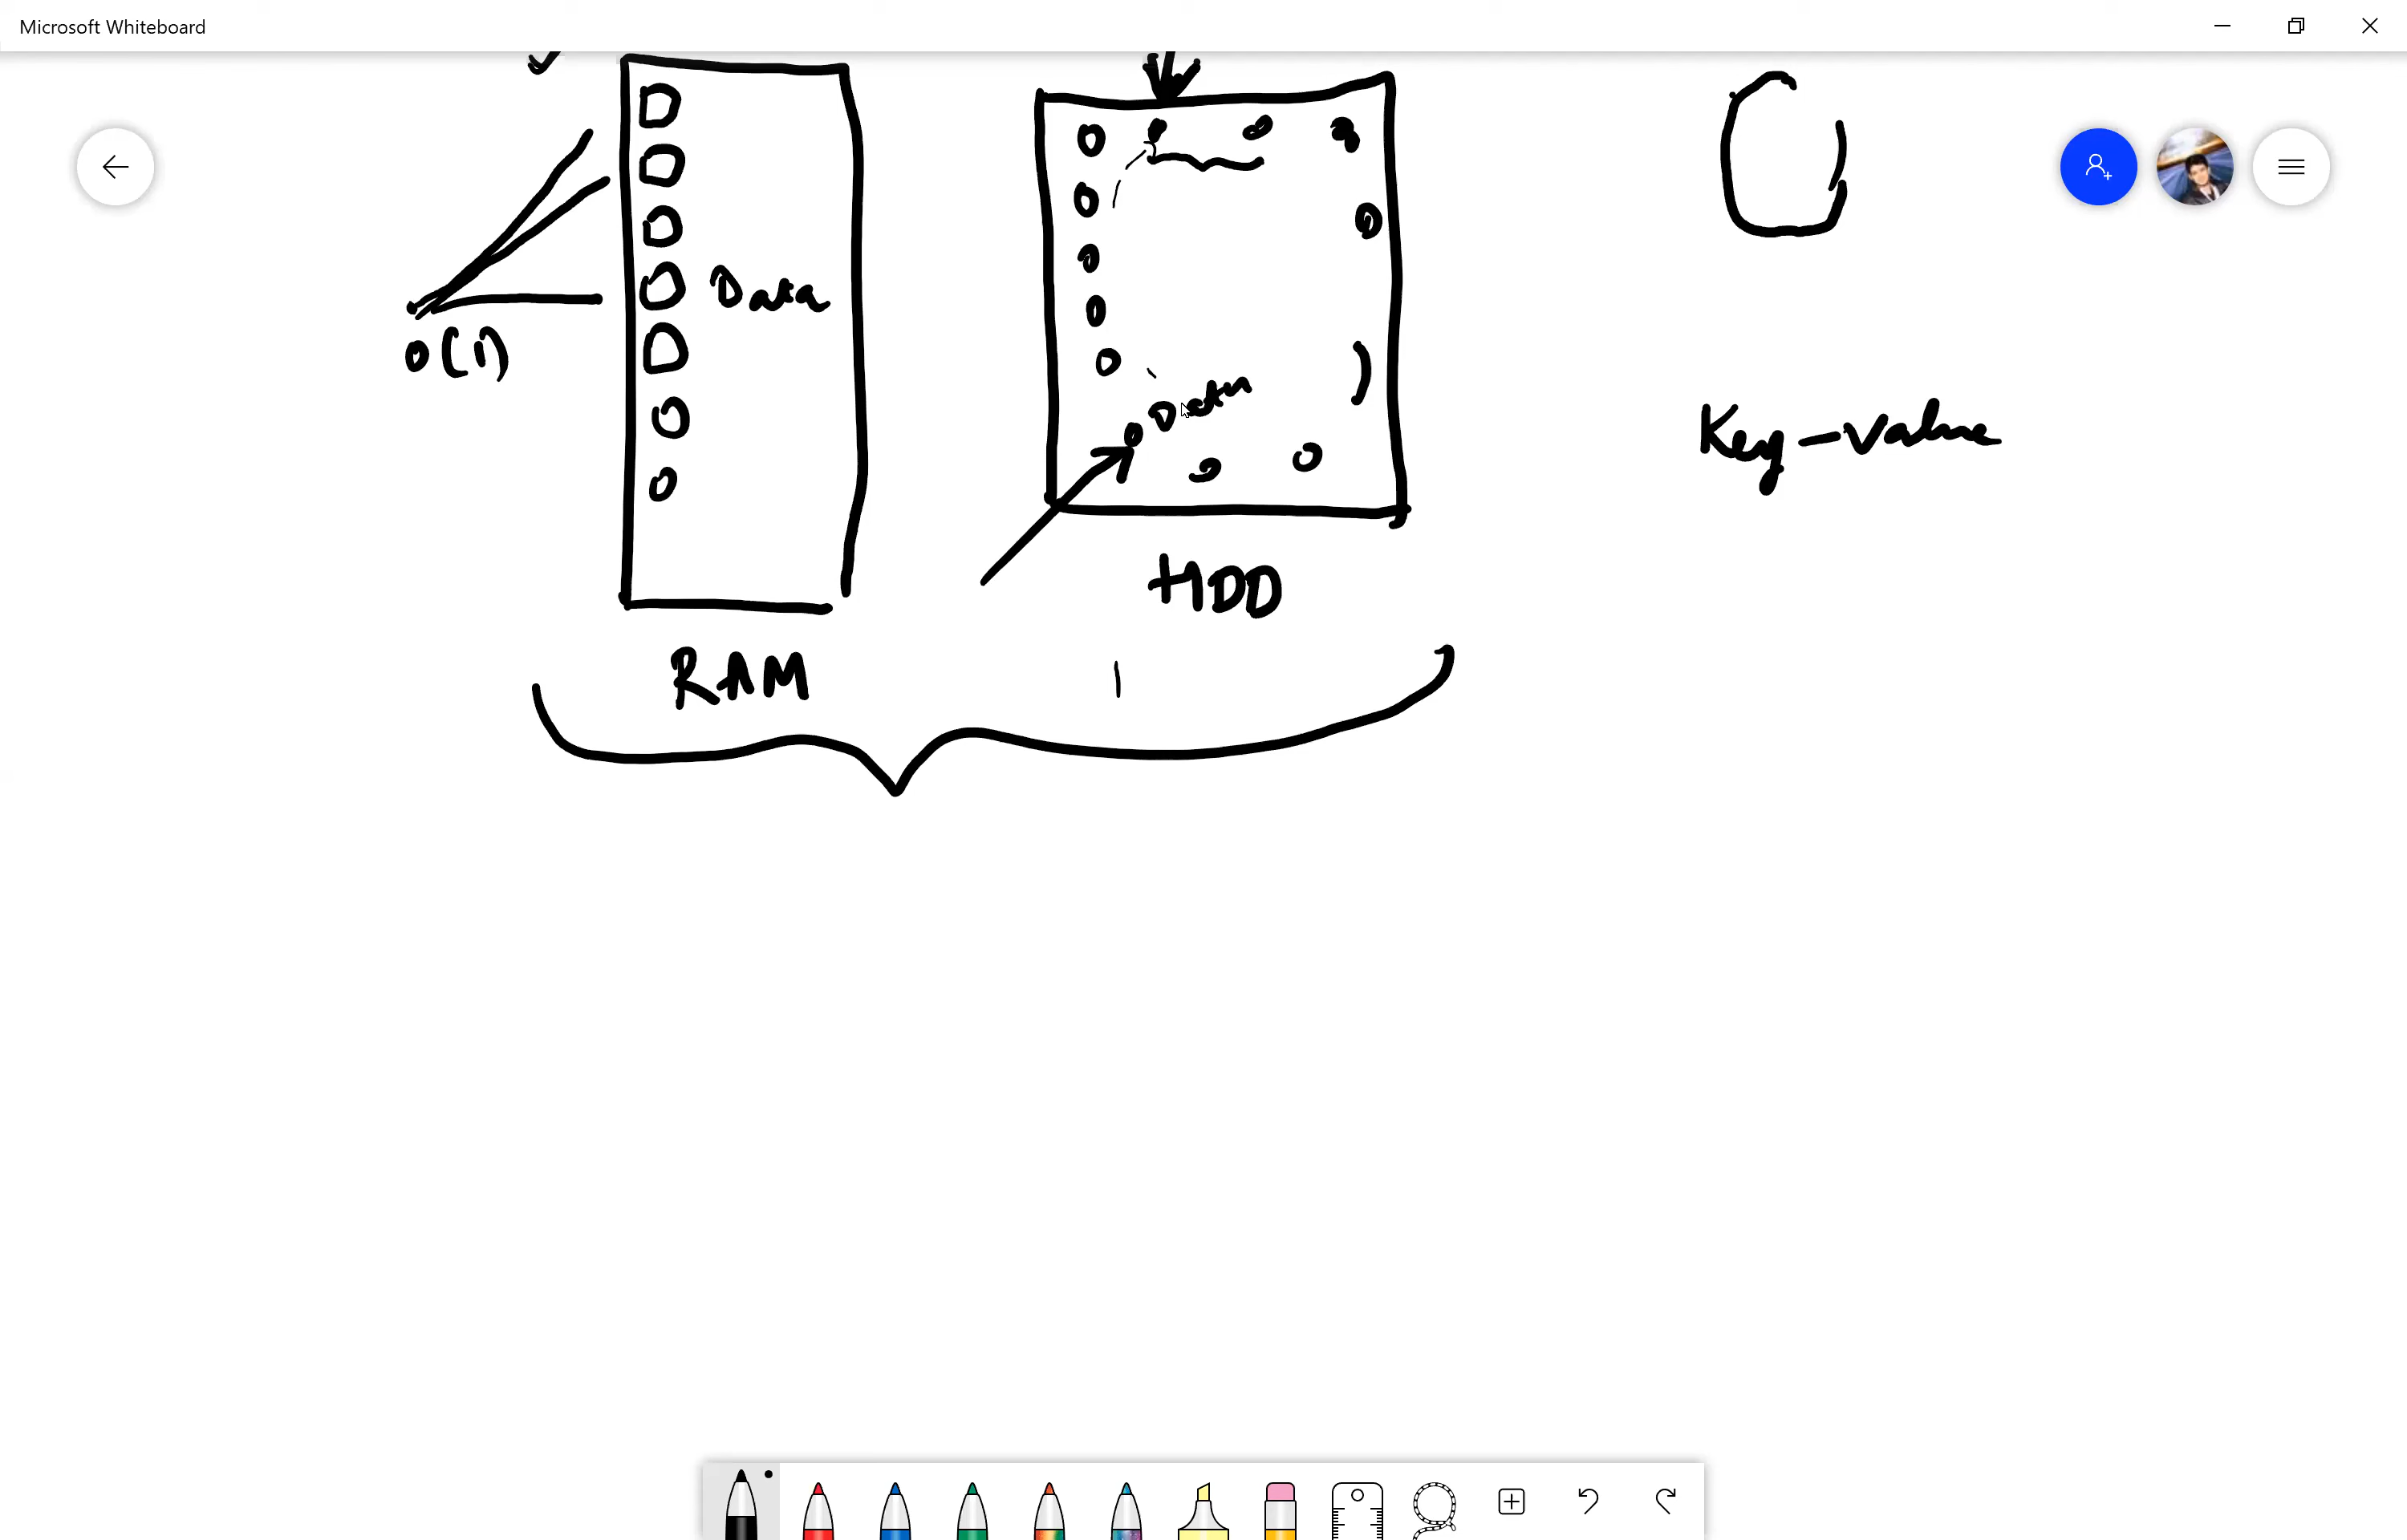 Microsoft Whiteboard
Data
O(1)
Data
Key-Value
HDD
RAM